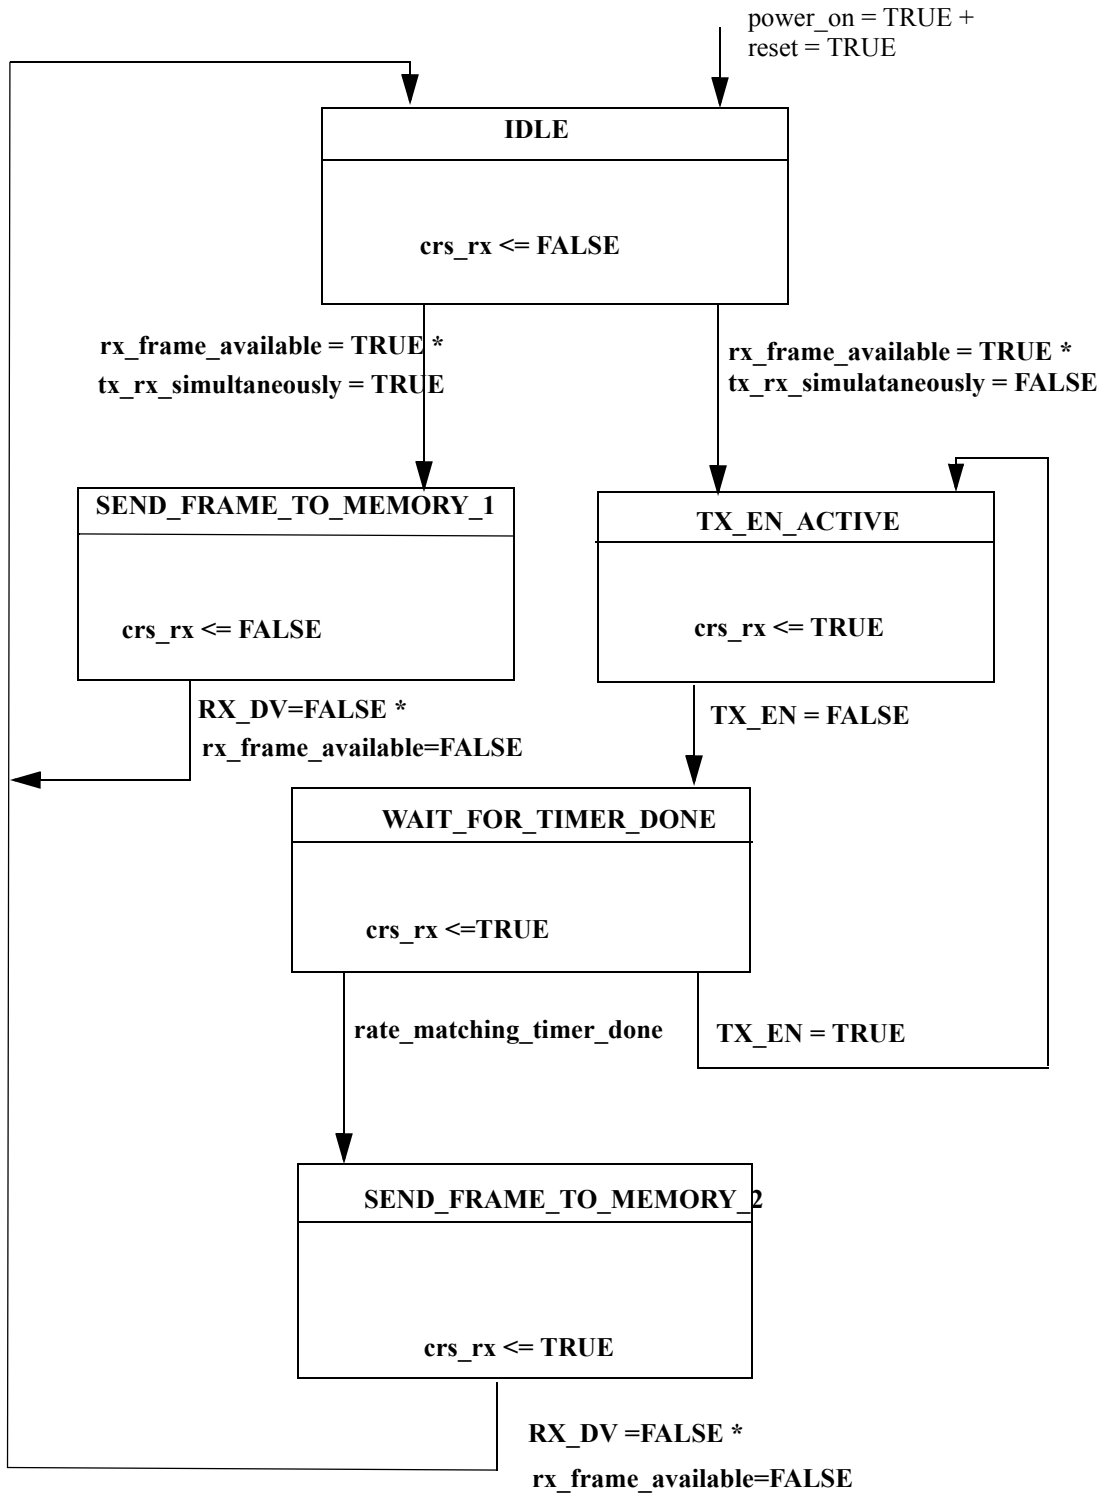 power_on = TRUE +
reset = TRUE
IDLE
crs_rx <= FALSE
rx_frame_available = TRUE *
tx_rx_simultaneously = TRUE
rx_frame_available = TRUE *
tx_rx_simulataneously = FALSE
SEND_FRAME_TO_MEMORY_1
crs_rx <= FALSE
TX_EN_ACTIVE
crs_rx <= TRUE
RX_DV=FALSE *
rx_frame_available=FALSE
TX_EN = FALSE
WAIT_FOR_TIMER_DONE
crs_rx <=TRUE
rate_matching_timer_done
TX_EN = TRUE
SEND_FRAME_TO_MEMORY_2
crs_rx <= TRUE
RX_DV =FALSE *
rx_frame_available=FALSE